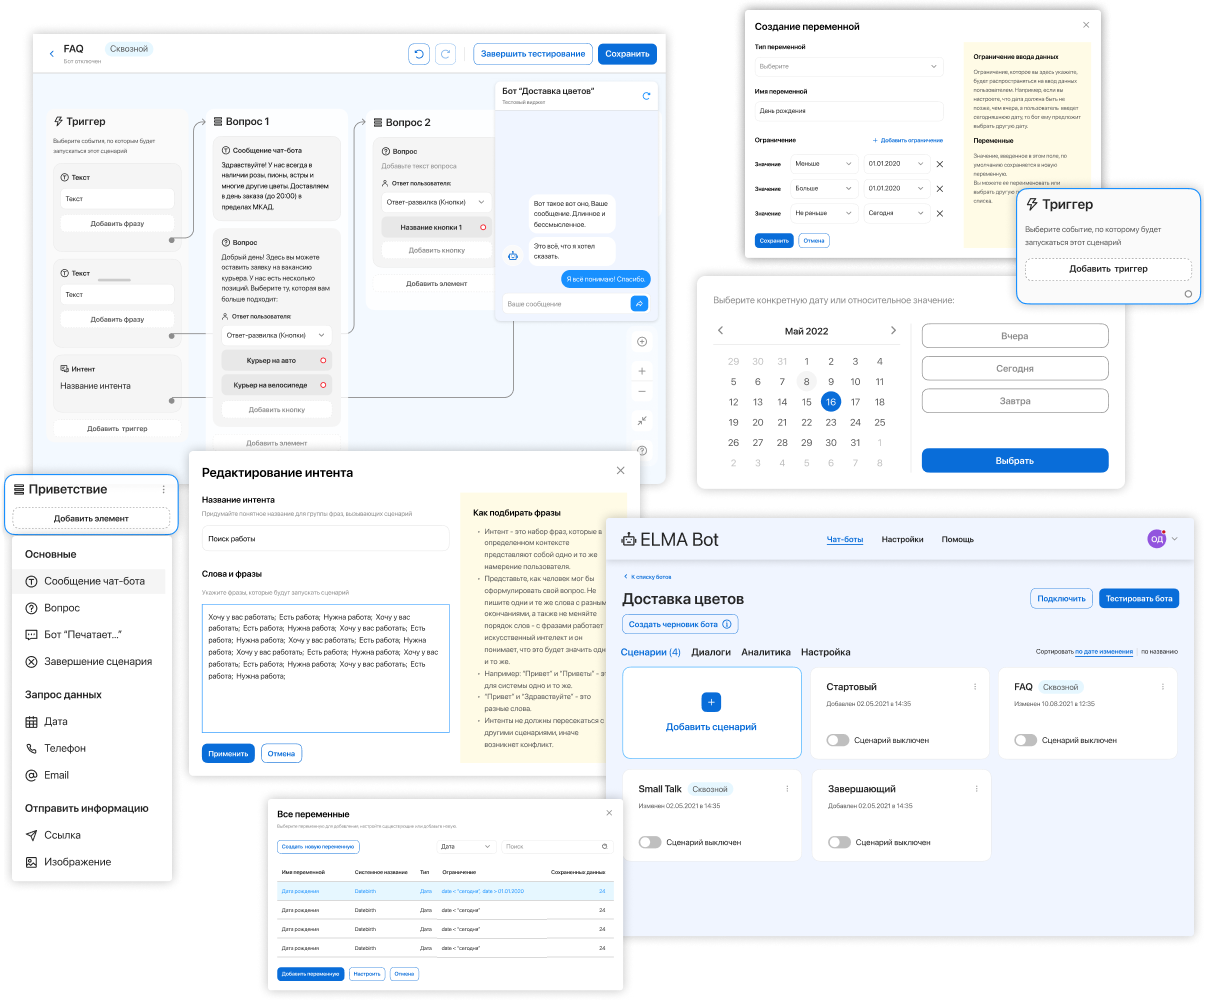 FAQ
Сквозной
Бот отключен
Завершить тестирование
Сохранить
Триггер
Выберите события, по которым будет
запускаться этот сценарий
Текст
Текст
Добавить фразу
Текст
Текст
Добавить фразу
Интент
Название интента
Добавить триггер
Вопрос 1
Сообщение чат-бота
Здравствуйте! У нас всегда в
наличии розы, пионы, астры и
многие другие цветы. Доставляем
в день заказа (до 20:00) в
пределах МКАД.
Вопрос
Добрый день! Здесь вы можете
оставить заявку на вакансию
курьера. У нас есть несколько
позиций. Выберите ту, которая вам
больше подходит:
Ответ пользователя:
Ответ-развилка (Кнопки)
Курьер на авто
Курьер на велосипеде
Добавить кнопку
Добавить элемент
Вопрос 2
Вопрос
Добавьте текст вопроса
Ответ пользователя:
Ответ-развилка (Кнопки)
Название кнопки 1
Добавить кнопку
Добавить элемент
Бот "Доставка цветов"
Тестовый виджет
Вот такое вот оно, Ваше
сообщение. Длинное и
бессмысленное.
Это всё, что я хотел
сказать.
Я всё понимаю! Спасибо.
Ваше сообщение
Создание переменной
Тип переменной
Выберите
Имя переменной
День рождения
Ограничение
+ Добавить ограничение
Значение Меньше 01.01.2020
Значение Больше 01.01.2020
Значение Не раньше Сегодня
Сохранить
Отмена
Ограничение ввода данных
Ограничение, которое вы здесь укажете,
будет распространяться на ввод данных
пользователем. Например, если вы
настроете, что дата должна быть не
позже, чем вчера, а пользователь введет
сегодняшнюю дату, то бот ему предложит
выбрать другую дату.
Переменные
Значение, введенное в этом поле, по
умолчанию сохраняется в новую
переменную.
Вы можете ее переименовать или
выбрать другую
списка.
Триггер
Выберите событие, по которому будет
запускаться этот сценарий
Добавить триггер
Выберите конкретную дату или относительное значение:
Май 2022
29 30 31 1 2 3 4
5 6 7 8 9 10 11
12 13 14 15 16 17 18
19 20 21 22 23 24 25
26 27 28 29 30 31 1
2 3 4 5 6 7 8
Вчера
Сегодня
Завтра
Выбрать
Приветствие
Добавить элемент
Основные
Сообщение чат-бота
Вопрос
Бот "Печатает..."
Завершение сценария
Запрос данных
Дата
Телефон
Email
Отправить информацию
Ссылка
Изображение
Редактирование интента
Название интента
Придумайте понятное название для группы фраз, вызывающих сценарий
Поиск работы
Слова и фразы
Укажите фразы, которые будут запускать сценарий
Хочу у вас работать; Есть работа; Нужна работа; Хочу у вас
работать; Есть работа; Нужна работа; Хочу у вас работать; Есть
работа; Нужна работа; Хочу у вас работать; Есть работа; Нужна
работа; Хочу у вас работать; Есть работа; Нужна работа; Хочу у вас
работать; Есть работа; Нужна работа; Хочу у вас работать; Есть
работа; Нужна работа;
Применить
Отмена
Как подбирать фразы
• Интент - это набор фраз, которые в
определенном контексте
представляют собой одно и то же
намерение пользователя.
• Представьте, как человек мог бы
сформулировать свой вопрос. Не
пишите одни и те же слова с разным
окончаниями, а также не меняйте
порядок слов - с фразами работает
искусственный интелект и он
понимает, что это будет значить одн
и то же.
• Например: "Привет" и "Приветы" - э
для системы одно и то же.
• "Привет" и "Здравствуйте" - это
разные слова.
• Интенты не должны пересекаться с
другими сценариями, иначе
возникнет конфликт.
ELMA Bot
Чат-боты
Настройки
Помощь
ОД
К списку ботов
Доставка цветов
Подключить
Тестировать бота
Создать черновик бота
Сценарии (4)
Диалоги
Аналитика
Настройка
Сортировать по дате изменения | по названию
Добавить сценарий
Стартовый
Добавлен 02.05.2021 в 14:35
Сценарий выключен
FAQ
Сквозной
Изменен 10.08.2021 в 12:35
Сценарий выключен
Small Talk
Сквозной
Изменен 02.05.2021 в 14:35
Сценарий выключен
Завершающий
Добавлен 02.05.2021 в 14:35
Сценарий выключен
Все переменные
Выберите переменную для добавления, настройте существующую или добавьте новую.
Создать новую переменную
Дата
Поиск
Имя переменной Системное название Тип Ограничение Сохраненных данных
Дата рождения Datebirth Дата date < "сегодня", date > 01.01.2020 24
Дата рождения Datebirth Дата date < "сегодня" 24
Дата рождения Datebirth Дата date < "сегодня" 24
Дата рождения Datebirth Дата date < "сегодня" 24
Добавить переменную
Настроить
Отмена